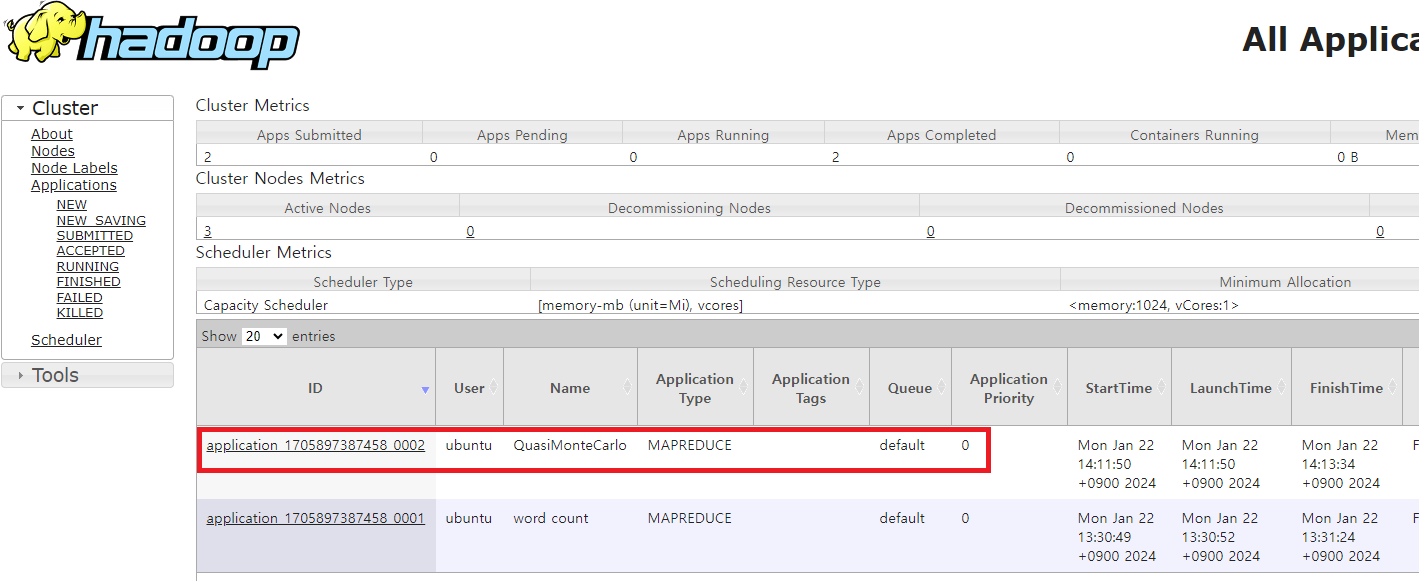 hadoop
All Applica
Cluster
About
Nodes
Node Labels
Applications
NEW
NEW_SAVING
SUBMITTED
ACCEPTED
RUNNING
FINISHED
FAILED
KILLED
Scheduler
Tools
Cluster Metrics
Apps Submitted Apps Pending Apps Running Apps Completed Containers Running Mem
2 0 0 2 0 0 B
Cluster Nodes Metrics
Active Nodes Decommissioning Nodes Decommissioned Nodes
3 0 0 0
Scheduler Metrics
Scheduler Type Scheduling Resource Type Minimum Allocation
Capacity Scheduler [memory-mb (unit=Mi), vcores] <memory:1024, vCores:1>
Show 20 entries
ID User Name Application Type Application Tags Queue Application Priority StartTime LaunchTime FinishTime
application_1705897387458_0002 ubuntu QuasiMonteCarlo MAPREDUCE default 0 Mon Jan 22 Mon Jan 22 Mon Jan 22 F
14:11:50 14:11:50 14:13:34
+0900 2024 +0900 2024 +0900 2024
application_1705897387458_0001 ubuntu word count MAPREDUCE default 0 Mon Jan 22 Mon Jan 22 Mon Jan 22 F
13:30:49 13:30:52 13:31:24
+0900 2024 +0900 2024 +0900 2024